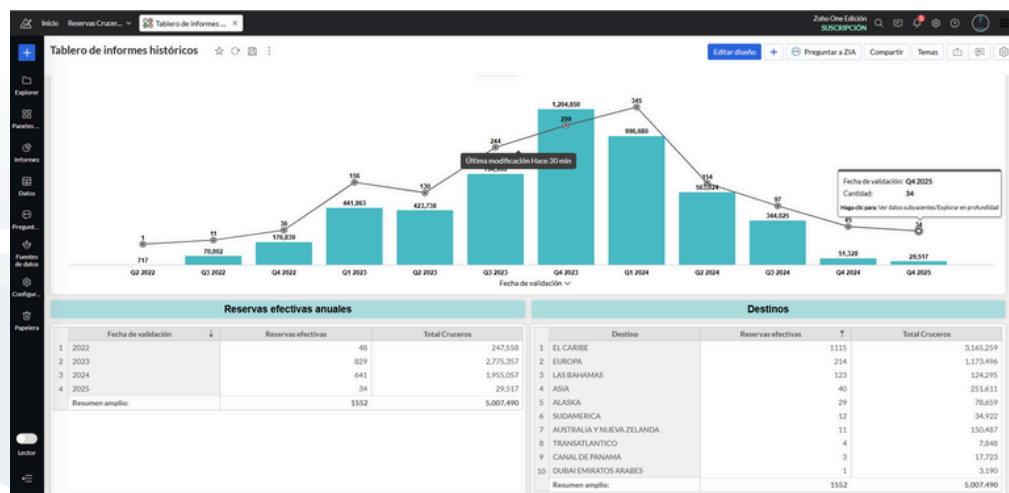 Inicio Reservas Crucer... Tablero de informes ... ×
Zoho One Edición
SUSCRIPCIÓN
Tablero de informes históricos
Editar diseño + Preguntar a ZIA Compartir Temas
Explorer
Paneles ...
Informes
Datos
Pregunt...
Fuentes
de datos
Configur...
Papelera
Lector
1,204,850
345
299
996,680
244
Última modificación Hace 30 min
156
130
154
563,024
441,863
423,738
97
344,025
36
176,839
11
70,002
1
717
45
51,328
34
29,517
Fecha de validación: Q4 2025
Cantidad: 34
Haga clic para: Ver datos subyacentes/Explorar en profundidad
Q2 2022 Q3 2022 Q4 2022 Q1 2023 Q2 2023 Q3 2023 Q4 2023 Q1 2024 Q2 2024 Q3 2024 Q4 2024 Q4 2025
Fecha de validación
Reservas efectivas anuales
Fecha de validación ↓ Reservas efectivas Total Cruceros
1 2022 48 247,558
2 2023 829 2,775,357
3 2024 641 1,955,057
4 2025 34 29,517
Resumen amplio: 1552 5,007,490
Destinos
Destino Reservas efectivas ↑ Total Cruceros
1 EL CARIBE 1115 3,165,259
2 EUROPA 214 1,173,496
3 LAS BAHAMAS 123 124,295
4 ASIA 40 251,611
5 ALASKA 29 78,659
6 SUDAMERICA 12 34,922
7 AUSTRALIA Y NUEVA ZELANDA 11 150,487
8 TRANSATLANTICO 4 7,848
9 CANAL DE PANAMA 3 17,723
10 DUBAI EMIRATOS ARABES 1 3,190
Resumen amplio: 1552 5,007,490